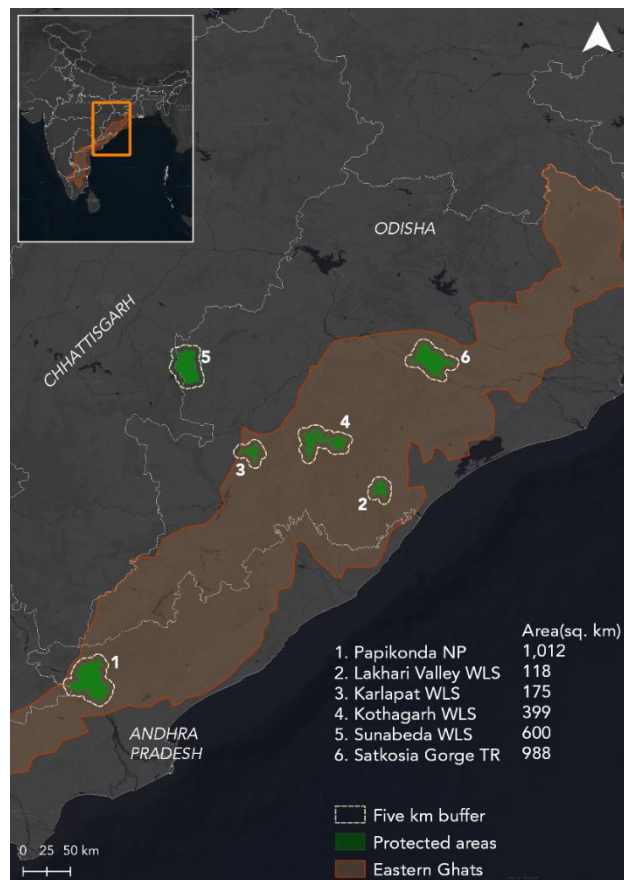 ODISHA
CHHATTISGARH
5
6
4
3
2
1
ANDHRA
PRADESH
Area(sq. km)
1. Papikonda NP 1,012
2. Lakhari Valley WLS 118
3. Karlapat WLS 175
4. Kothagarh WLS 399
5. Sunabeda WLS 600
6. Satkosia Gorge TR 988
Five km buffer
Protected areas
Eastern Ghats
0 25 50 km